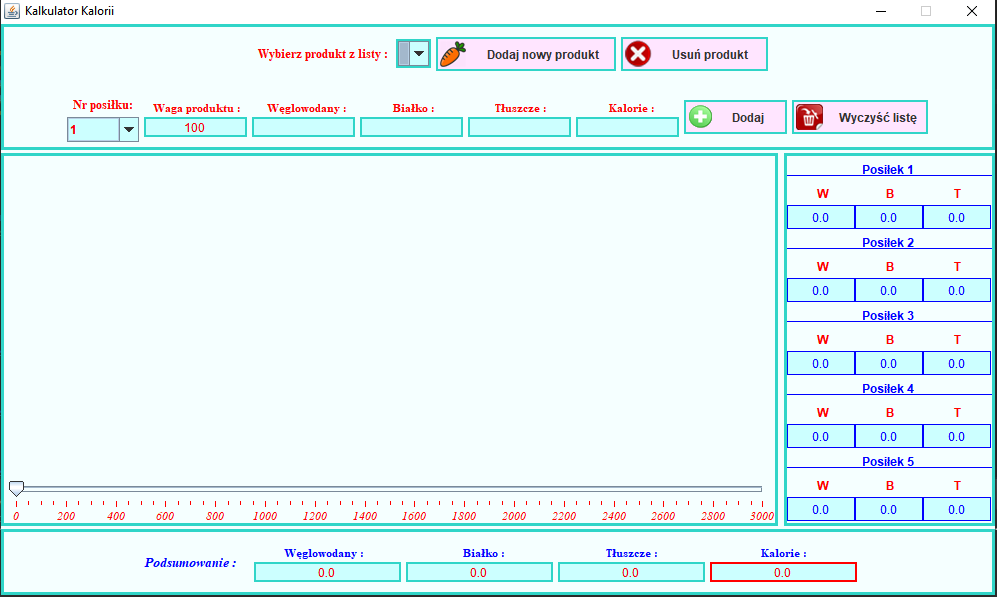 Kalkulator Kalorii
Wybierz produkt z listy : Dodaj nowy produkt Usuń produkt
Nr posiłku: Waga produktu : Węglowodany : Białko : Tłuszcze : Kalorie :
1 100 Dodaj Wyczyść listę
Posiłek 1
W B T
0.0 0.0 0.0
Posiłek 2
W B T
0.0 0.0 0.0
Posiłek 3
W B T
0.0 0.0 0.0
Posiłek 4
W B T
0.0 0.0 0.0
Posiłek 5
W B T
0.0 0.0 0.0
0 200 400 600 800 1000 1200 1400 1600 1800 2000 2200 2400 2600 2800 3000
Podsumowanie : Węglowodany : Białko : Tłuszcze : Kalorie :
0.0 0.0 0.0 0.0